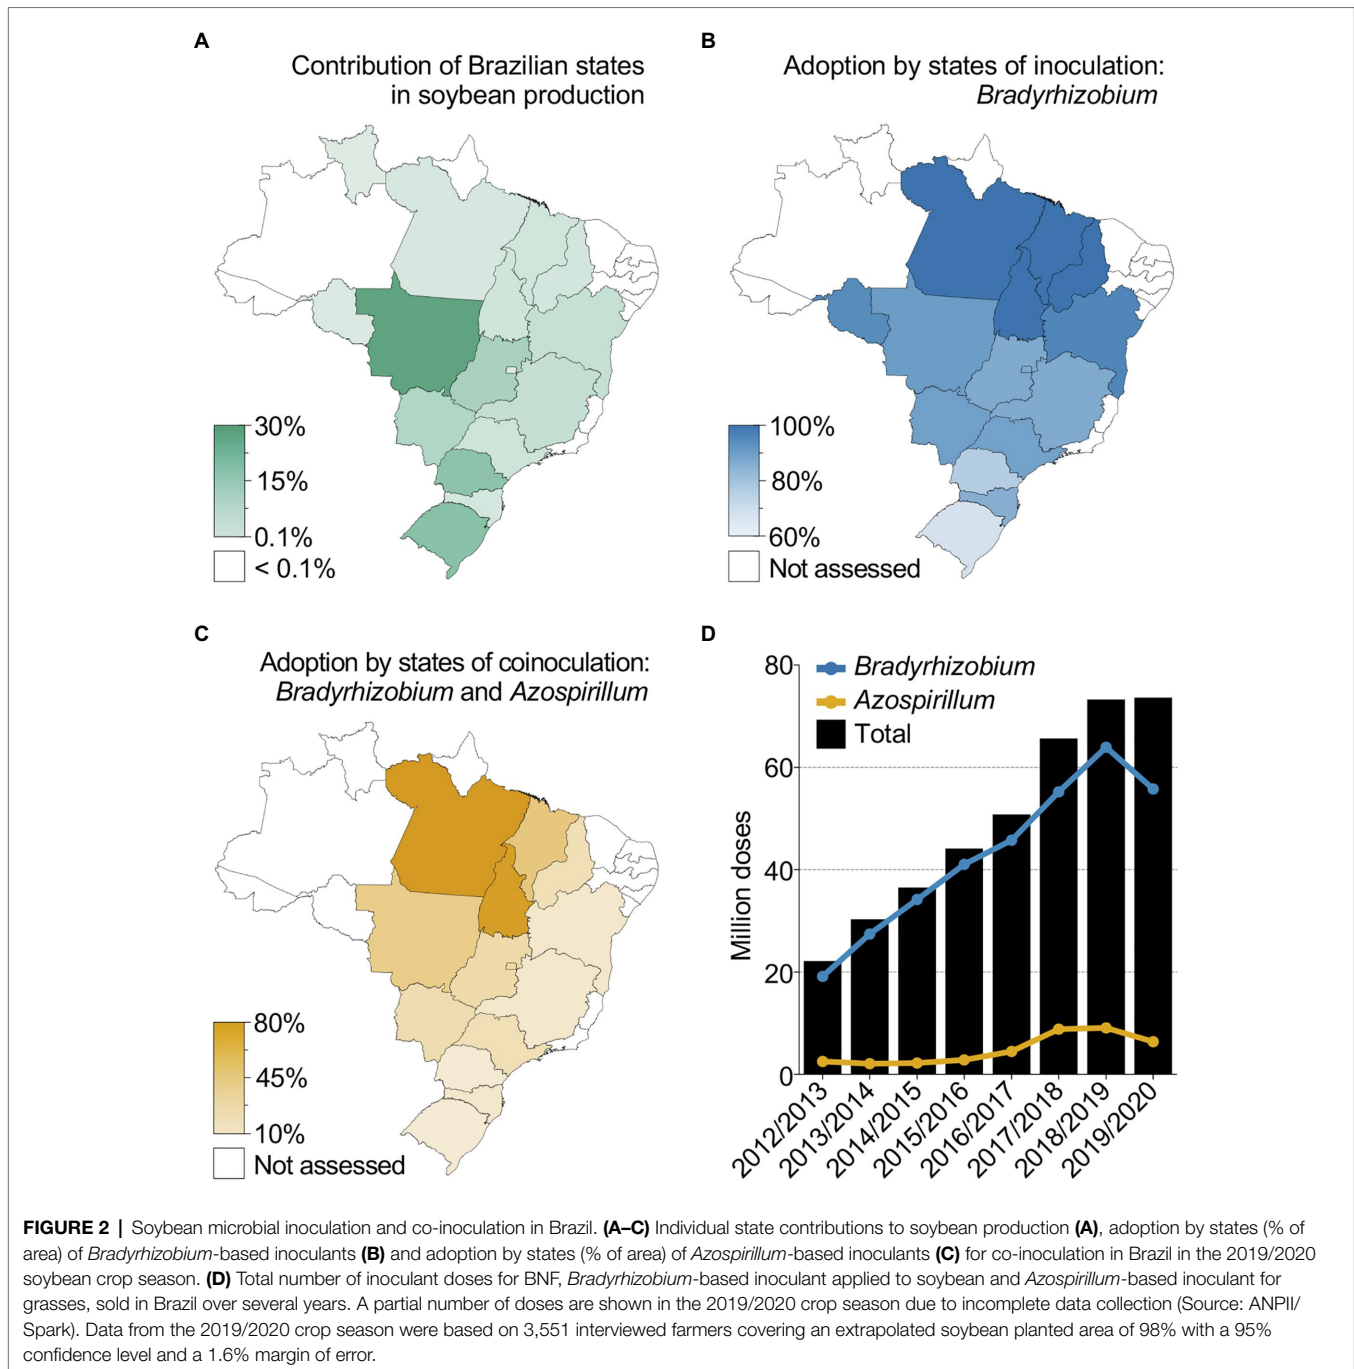 A
Contribution of Brazilian states
in soybean production
30%
15%
0.1%
< 0.1%
B
Adoption by states of inoculation:
Bradyrhizobium
100%
80%
60%
Not assessed
C
Adoption by states of coinoculation:
Bradyrhizobium and Azospirillum
80%
45%
10%
Not assessed
D
Bradyrhizobium
Azospirillum
Total
Million doses
80
60
40
20
0
2012/2013
2013/2014
2014/2015
2015/2016
2016/2017
2017/2018
2018/2019
2019/2020
FIGURE 2 | Soybean microbial inoculation and co-inoculation in Brazil. (A–C) Individual state contributions to soybean production (A), adoption by states (% of
area) of Bradyrhizobium-based inoculants (B) and adoption by states (% of area) of Azospirillum-based inoculants (C) for co-inoculation in Brazil in the 2019/2020
soybean crop season. (D) Total number of inoculant doses for BNF, Bradyrhizobium-based inoculant applied to soybean and Azospirillum-based inoculant for
grasses, sold in Brazil over several years. A partial number of doses are shown in the 2019/2020 crop season due to incomplete data collection (Source: ANPII/
Spark). Data from the 2019/2020 crop season were based on 3,551 interviewed farmers covering an extrapolated soybean planted area of 98% with a 95%
confidence level and a 1.6% margin of error.